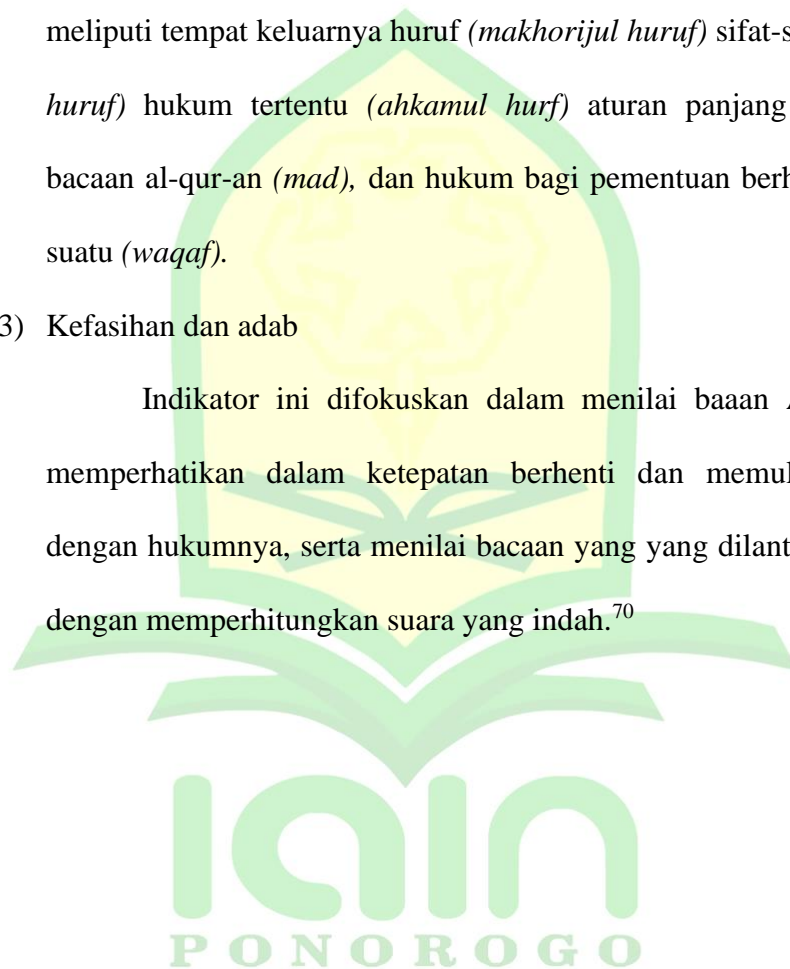 meliputi tempat keluarnya huruf (makhorijul huruf) sifat-s
huruf) hukum tertentu (ahkamul hurf) aturan panjang
bacaan al-qur-an (mad), dan hukum bagi pementuan berh
suatu (waqaf).
3) Kefasihan dan adab
Indikator ini difokuskan dalam menilai baaan A
memperhatikan dalam ketepatan berhenti dan memul
dengan hukumnya, serta menilai bacaan yang yang dilant
dengan memperhitungkan suara yang indah.70
iain
PONOROGO